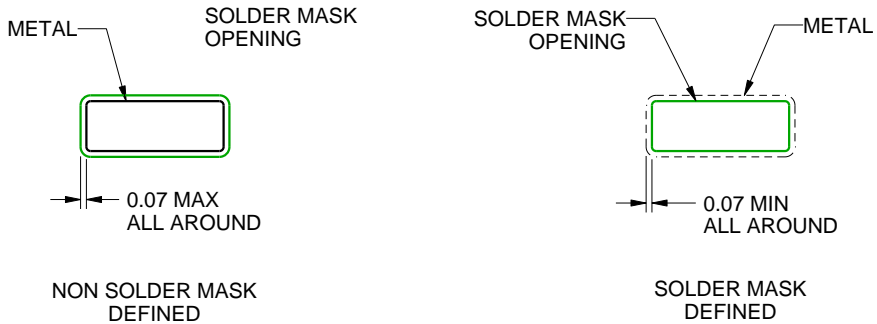 METAL
SOLDER MASK
OPENING
0.07 MAX
ALL AROUND
NON SOLDER MASK
DEFINED
SOLDER MASK
OPENING
METAL
0.07 MIN
ALL AROUND
SOLDER MASK
DEFINED